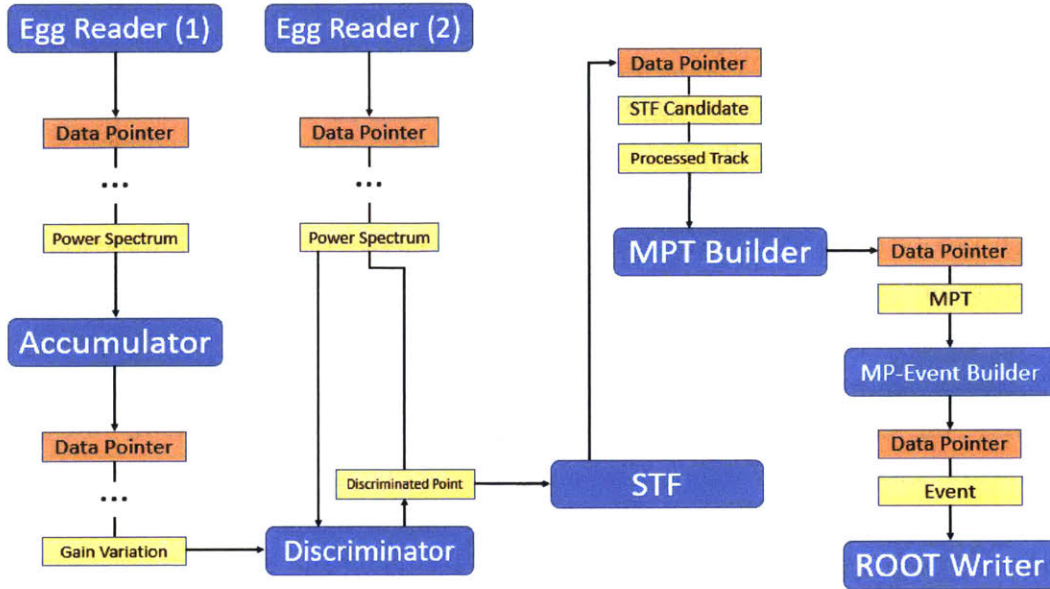 Egg Reader (1)
Data Pointer
...
Power Spectrum
Accumulator
Data Pointer
...
Gain Variation
Egg Reader (2)
Data Pointer
...
Power Spectrum
Discriminated Point
Discriminator
STF
Data Pointer
STF Candidate
Processed Track
MPT Builder
Data Pointer
MPT
MP-Event Builder
Data Pointer
Event
ROOT Writer